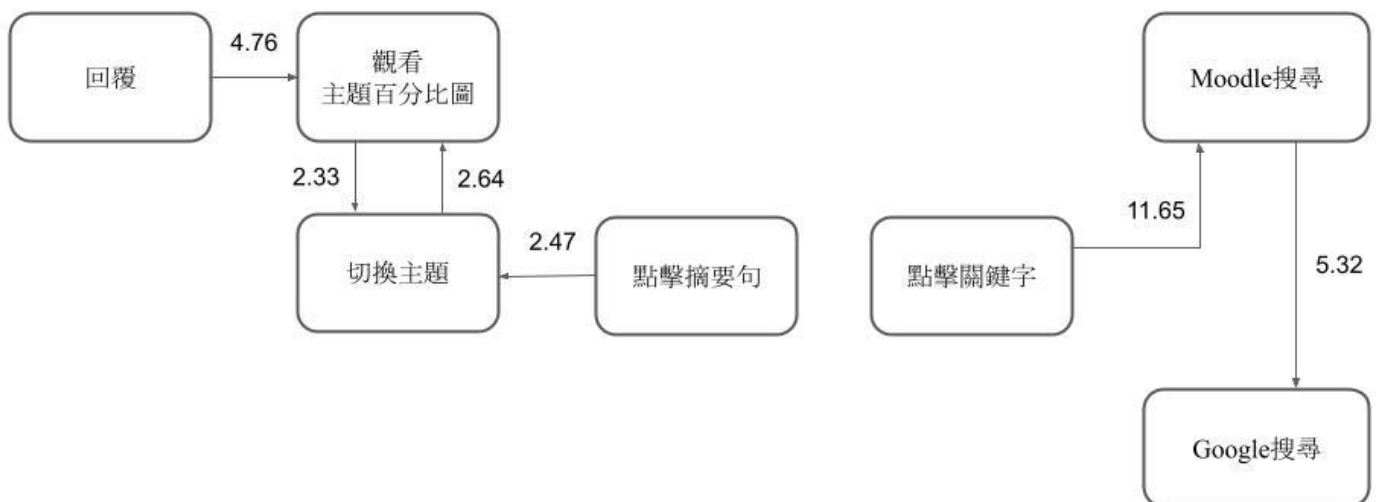 回覆
4.76
觀看
主題百分比圖
Moodle搜尋
2.33
2.64
切換主題
2.47
點擊摘要句
點擊關鍵字
11.65
5.32
Google搜尋